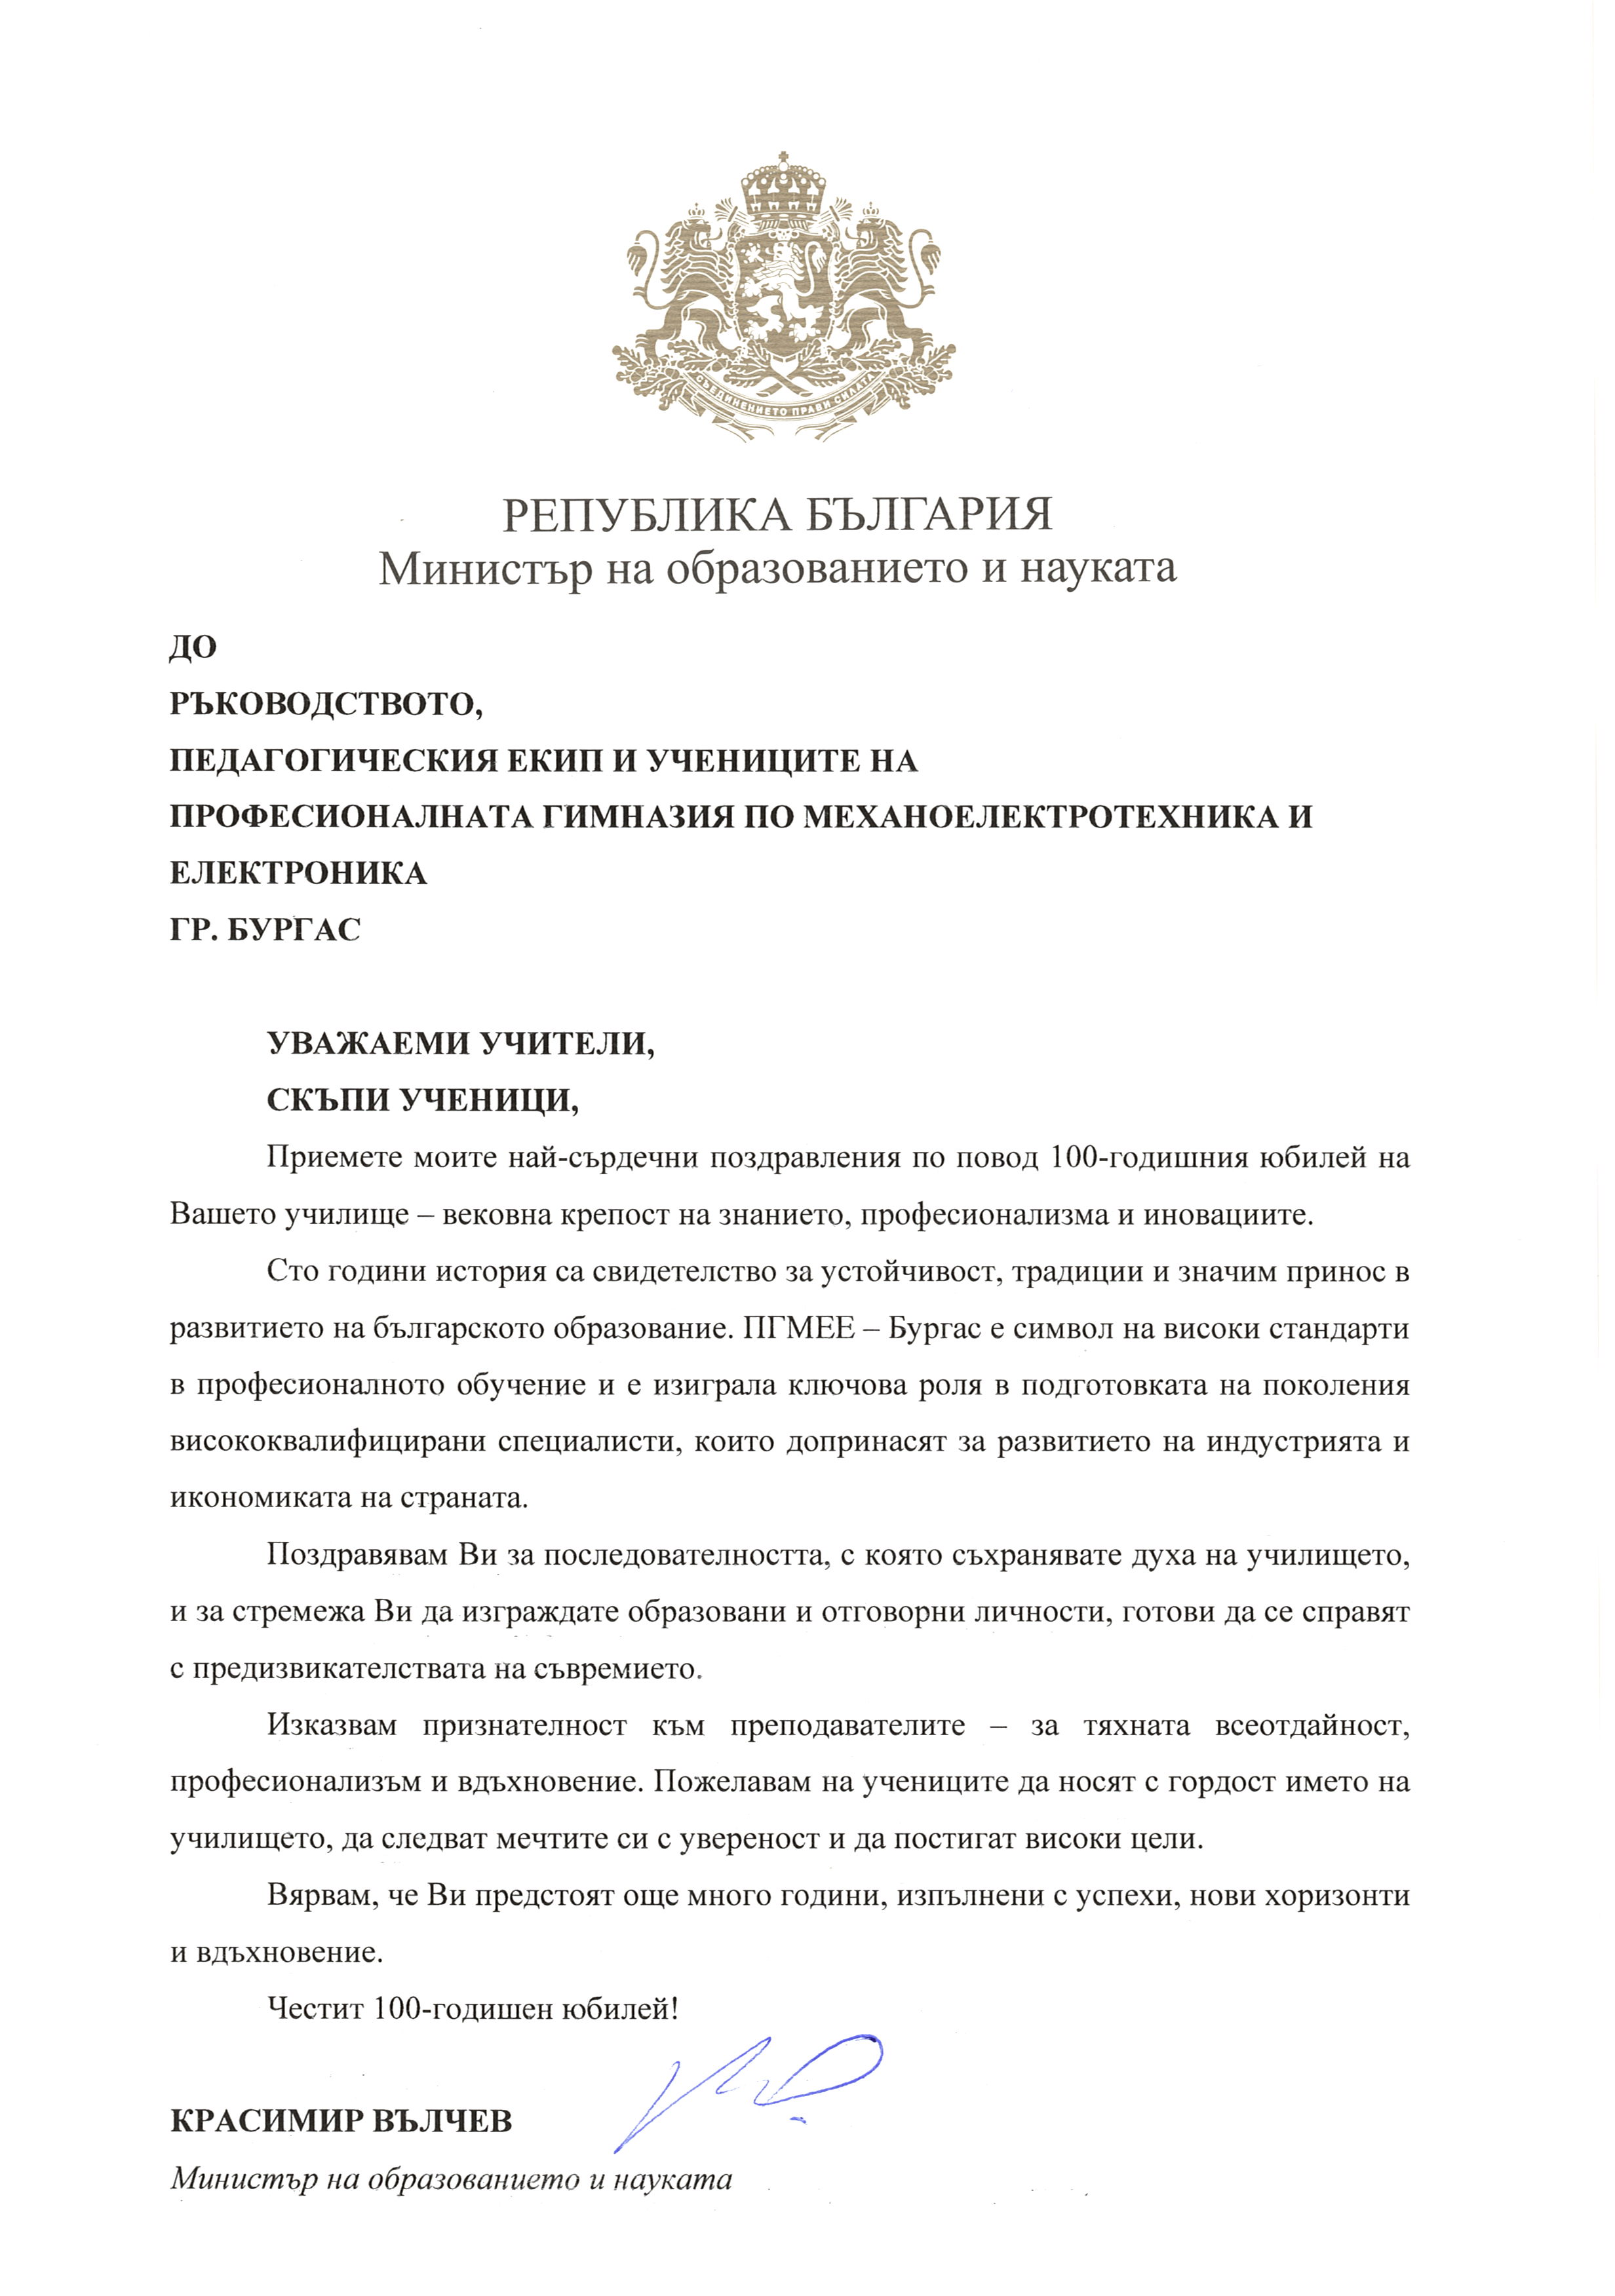 СЪЕДИНЕНИЕТО ПРАВИ СИЛАТА
РЕПУБЛИКА БЪЛГАРИЯ
Министър на образованието и науката
ДО
РЪКОВОДСТВОТО,
ПЕДАГОГИЧЕСКИЯ ЕКИП И УЧЕНИЦИТЕ НА
ПРОФЕСИОНАЛНАТА ГИМНАЗИЯ ПО МЕХАНОЕЛЕКТРОТЕХНИКА И
ЕЛЕКТРОНИКА
ГР. БУРГАС
УВАЖАЕМИ УЧИТЕЛИ,
СКЪПИ УЧЕНИЦИ,
Приемете моите най-сърдечни поздравления по повод 100-годишния юбилей на
Вашето училище – вековна крепост на знанието, професионализма и иновациите.
Сто години история са свидетелство за устойчивост, традиции и значим принос в
развитието на българското образование. ПГМЕЕ – Бургас е символ на високи стандарти
в професионалното обучение и е изиграла ключова роля в подготовката на поколения
висококвалифицирани специалисти, които допринасят за развитието на индустрията и
икономиката на страната.
Поздравявам Ви за последователността, с която съхранявате духа на училището,
и за стремежа Ви да изграждате образовани и отговорни личности, готови да се справят
с предизвикателствата на съвремието.
Изказвам признателност към преподавателите – за тяхната всеотдайност,
професионализъм и вдъхновение. Пожелавам на учениците да носят с гордост името на
училището, да следват мечтите си с увереност и да постигат високи цели.
Вярвам, че Ви предстоят още много години, изпълнени с успехи, нови хоризонти
и вдъхновение.
Честит 100-годишен юбилей!
КРАСИМИР ВЪЛЧЕВ
Министър на образованието и науката